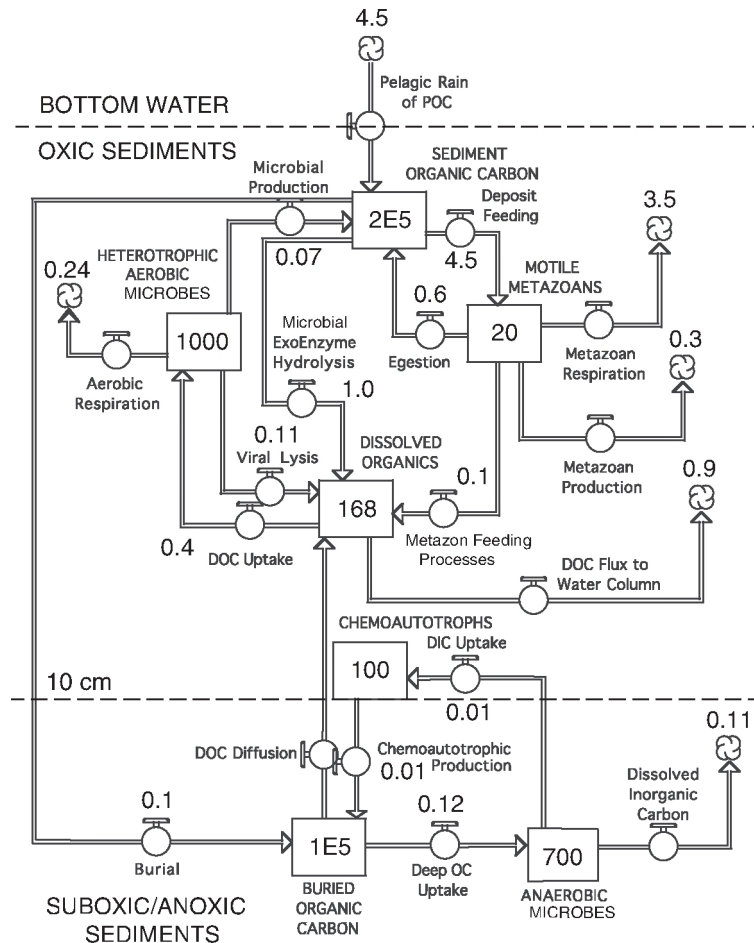 4.5
Pelagic Rain
of POC
BOTTOM WATER
OXIC SEDIMENTS
Microbial
Production
SEDIMENT
ORGANIC CARBON
Deposit
Feeding
2E5
3.5
0.07
4.5
HETEROTROPHIC
AEROBIC
MICROBES
0.24
MOTILE
METAZOANS
0.6
1000
Microbial
ExoEnzyme
Hydrolysis
20
Egestion
Metazoan
Respiration
0.3
Aerobic
Respiration
1.0
0.11
Viral Lysis
DISSOLVED
ORGANICS
Metazoan
Production
0.1
0.9
168
0.4
DOC Uptake
Metazon Feeding
Processes
DOC Flux to
Water Column
CHEMOAUTOTROPHS
DIC Uptake
100
10 cm
0.01
0.11
DOC Diffusion
Chemoautotrophic
Production
0.01
Dissolved
Inorganic
Carbon
0.1
0.12
1E5
700
Burial
Deep OC
Uptake
BURIED
ORGANIC
CARBON
ANAEROBIC
MICROBES
SUBOXIC/ANOXIC
SEDIMENTS